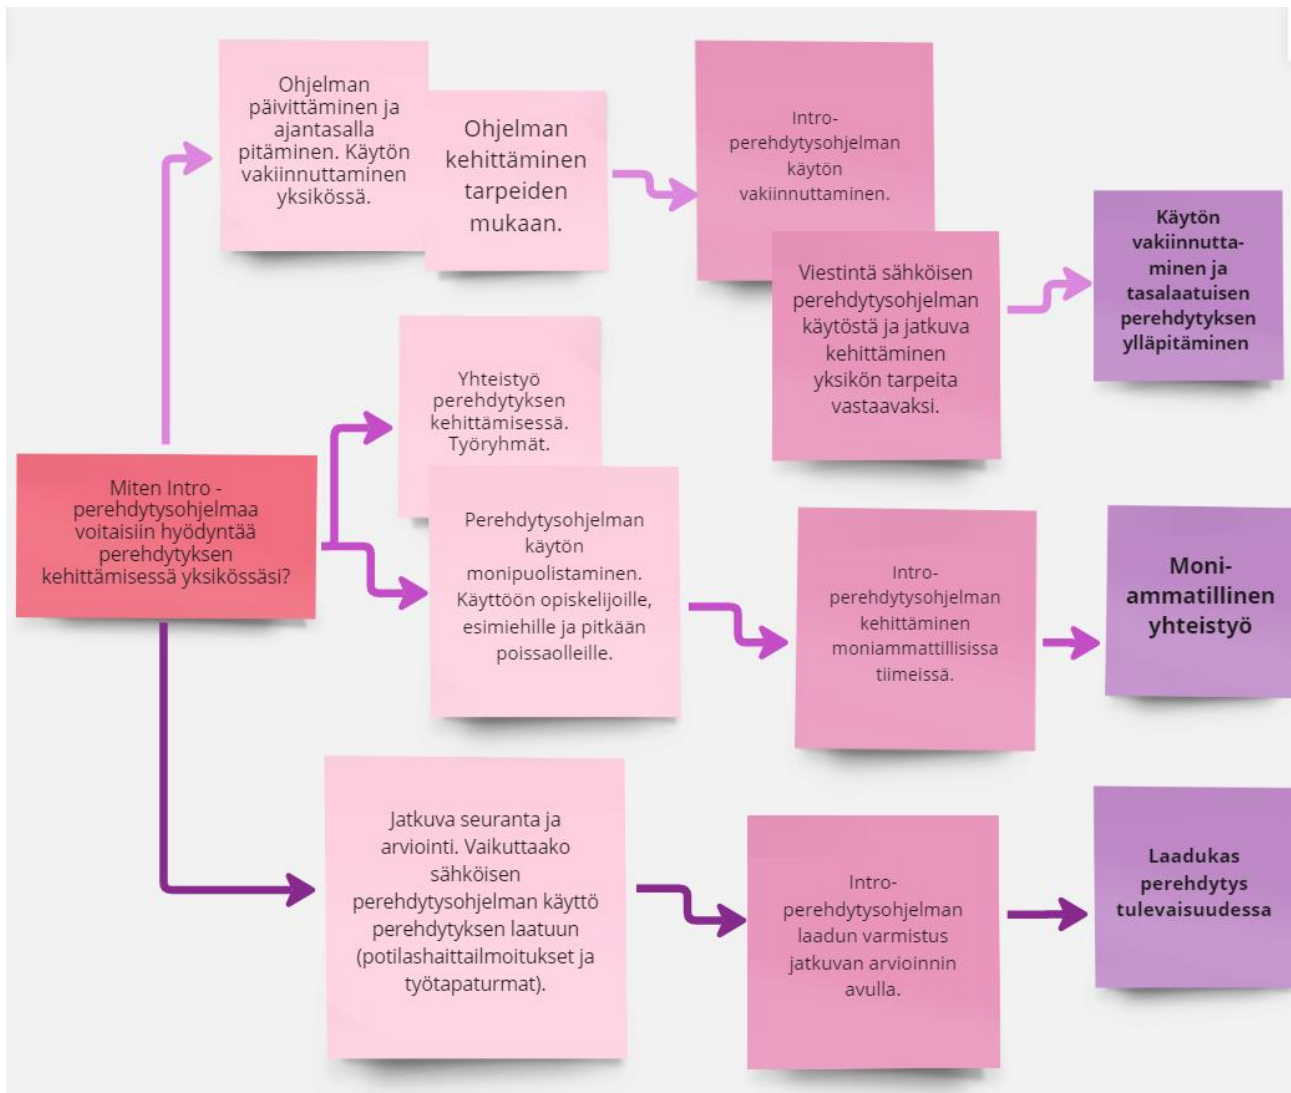 Ohjelman
päivittäminen ja
ajantasalla
pitäminen. Käytön
vakiinnuttaminen
yksikössä.
Ohjelman
kehittäminen
tarpeiden
mukaan.
Intro-
perehdytysohjelman
käytön
vakiinnuttaminen.
Viestintä sähköisen
perehdytysohjelman
käytöstä ja jatkuva
kehittäminen
yksikön tarpeita
vastaavaksi.
Käytön
vakiinnutta-
minen ja
tasalaatuisen
perehdytyksen
ylläpitäminen
Miten Intro -
perehdytysohjelmaa
voitaisiin hyödyntää
perehdytyksen
kehittämisessä yksikössäsi?
Yhteistyö
perehdytyksen
kehittämisessä.
Työryhmät.
Perehdytysohjelman
käytön
monipuolistaminen.
Käyttöön opiskelijoille,
esimiehille ja pitkään
poissaolleille.
Intro-
perehdytysohjelman
kehittäminen
moniammattillisissa
tiimeissä.
Moni-
ammatillinen
yhteistyö
Jatkuva seuranta ja
arviointi. Vaikuttaako
sähköisen
perehdytysohjelman käyttö
perehdytyksen laatuun
(potilashaittailmoitukset ja
työtapaturmat).
Intro-
perehdytysohjelman
laadun varmistus
jatkuvan arvioinnin
avulla.
Laadukas
perehdytys
tulevaisuudessa